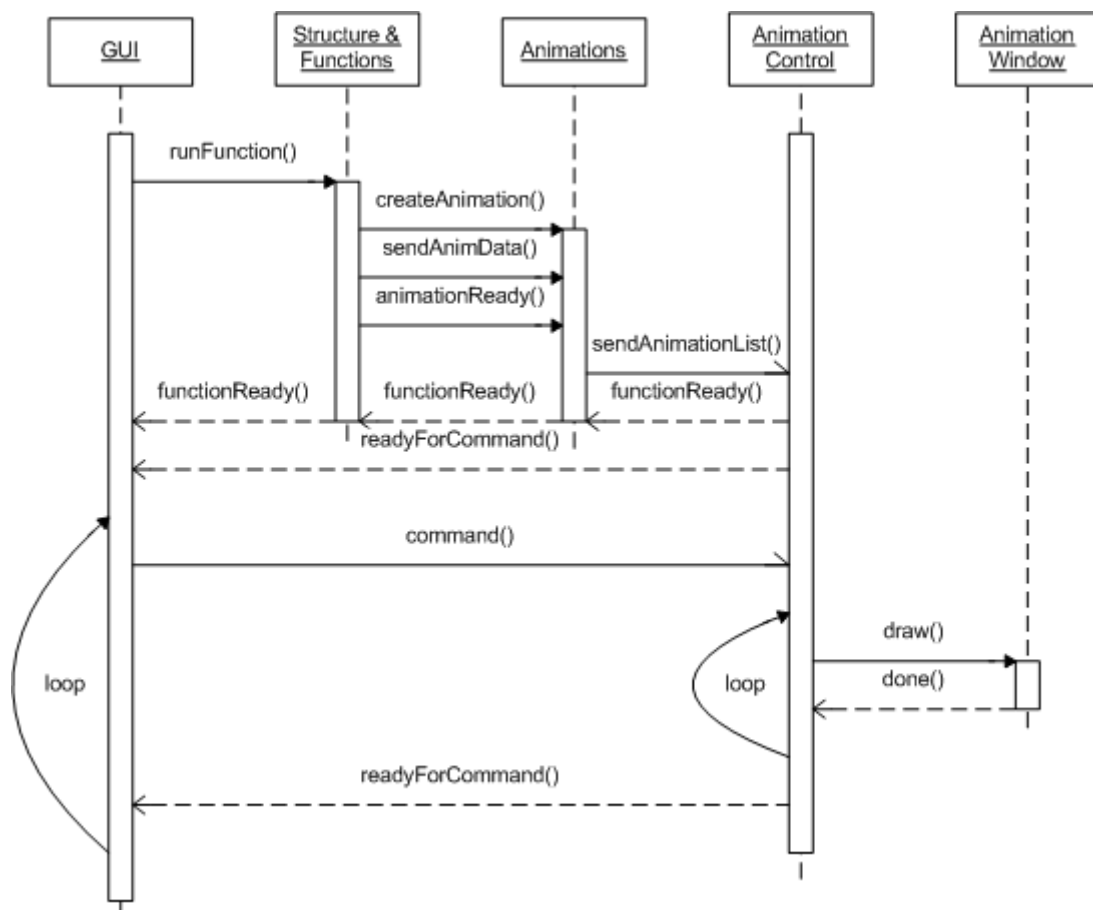 GUI
Structure &
Functions
Animations
Animation
Control
Animation
Window
runFunction()
createAnimation()
sendAnimData()
animationReady()
sendAnimationList()
functionReady()
functionReady()
functionReady()
readyForCommand()
command()
draw()
loop
loop
done()
readyForCommand()